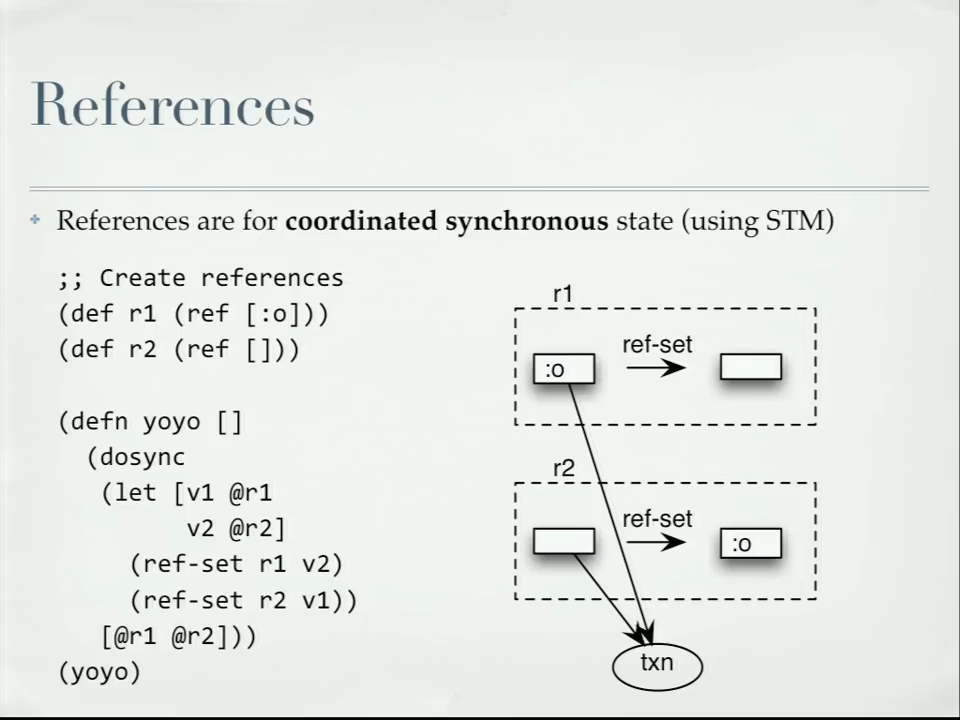 References
References are for coordinated synchronous state (using STM)
;; Create references
(def r1 (ref [:o]))
(def r2 (ref []))
(defn yoyo []
(dosync
(let [v1 @r1
v2 @r2]
(ref-set r1 v2)
(ref-set r2 v1))
[@r1 @r2]))
(yoyo)
r1
:o
ref-set
r2
ref-set
:o
txn